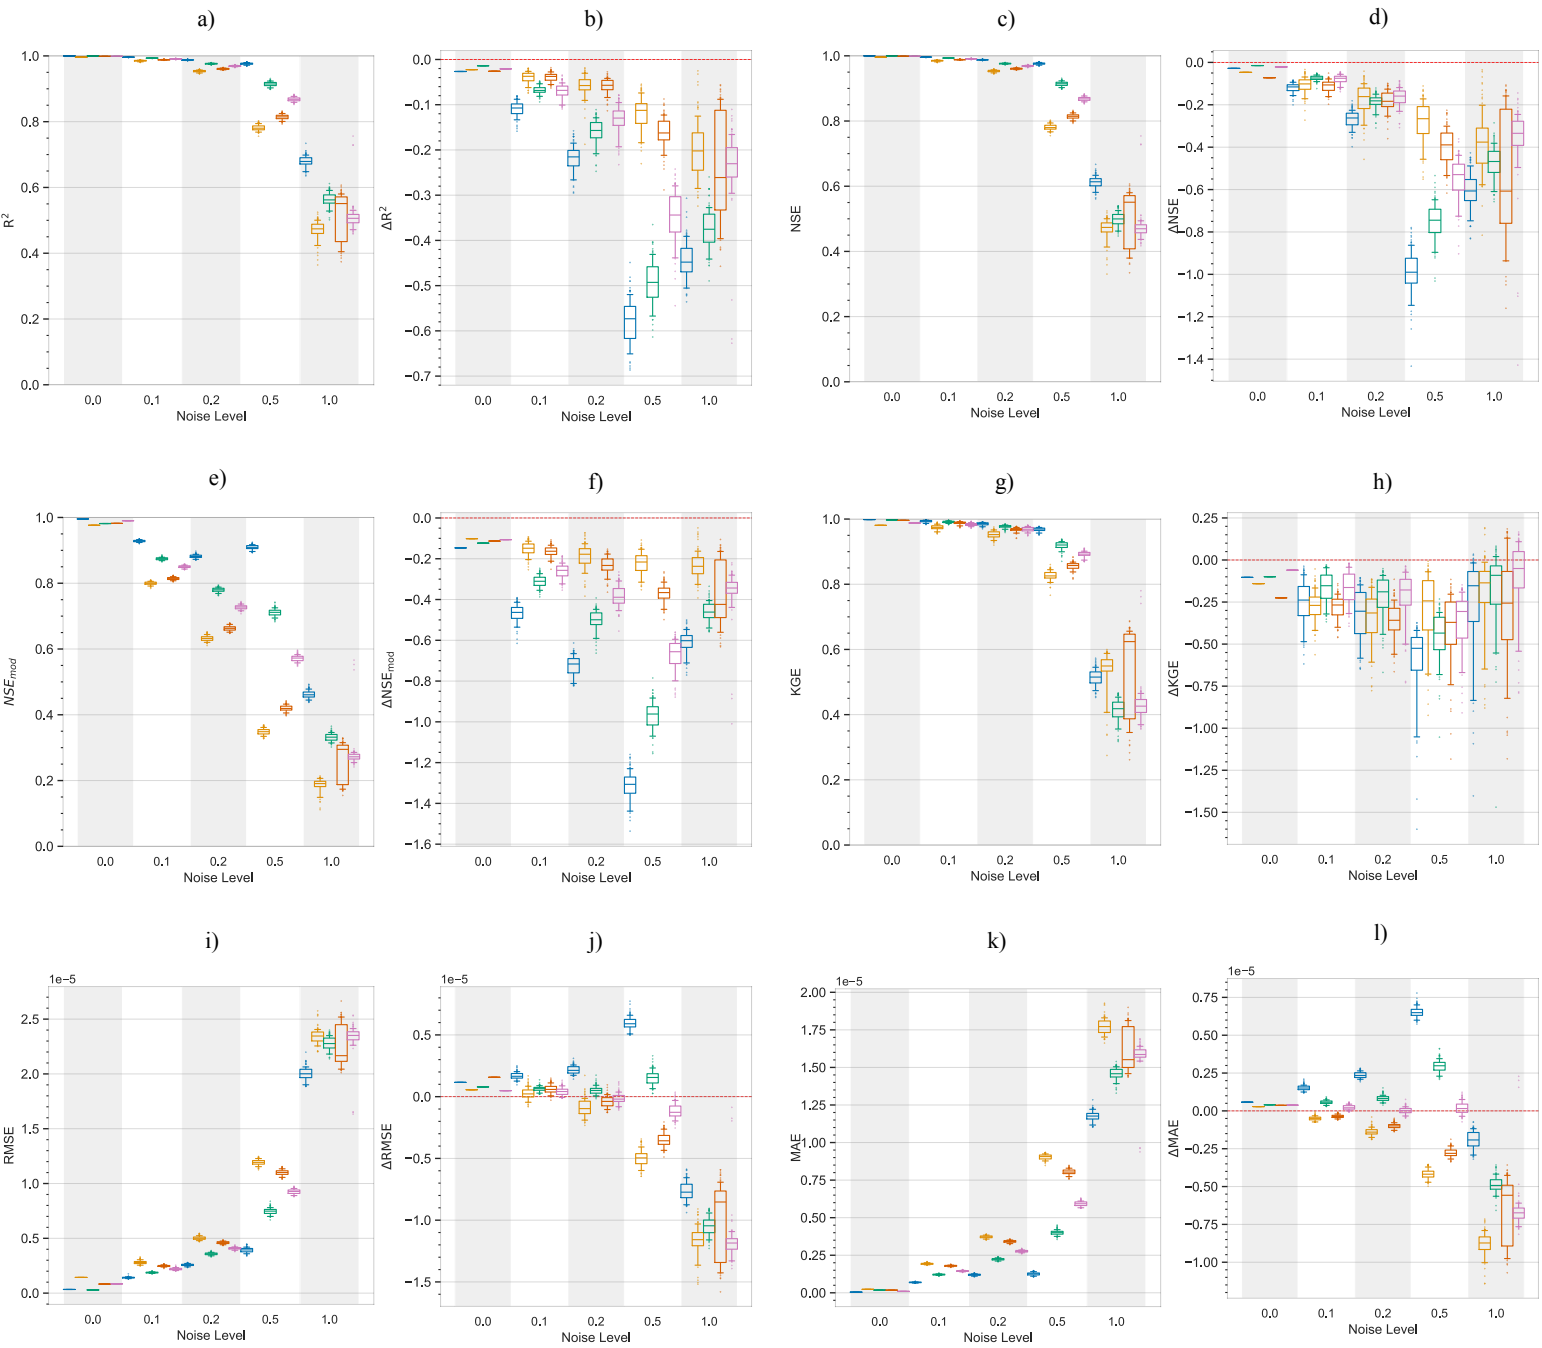 a)
b)
c)
d)
1.0
0.8
0.6
0.4
0.2
0.0
R²
0.0 0.1 0.2 0.5 1.0
Noise Level
0.0
−0.1
−0.2
−0.3
−0.4
−0.5
−0.6
−0.7
ΔR²
0.0 0.1 0.2 0.5 1.0
Noise Level
1.0
0.8
0.6
0.4
0.2
0.0
NSE
0.0 0.1 0.2 0.5 1.0
Noise Level
0.0
−0.2
−0.4
−0.6
−0.8
−1.0
−1.2
−1.4
ΔNSE
0.0 0.1 0.2 0.5 1.0
Noise Level
e)
f)
g)
h)
1.0
0.8
0.6
0.4
0.2
0.0
NSEmod
0.0 0.1 0.2 0.5 1.0
Noise Level
0.0
−0.2
−0.4
−0.6
−0.8
−1.0
−1.2
−1.4
−1.6
ΔNSEmod
0.0 0.1 0.2 0.5 1.0
Noise Level
1.0
0.8
0.6
0.4
0.2
0.0
KGE
0.0 0.1 0.2 0.5 1.0
Noise Level
0.25
0.00
−0.25
−0.50
−0.75
−1.00
−1.25
−1.50
ΔKGE
0.0 0.1 0.2 0.5 1.0
Noise Level
i)
j)
k)
l)
1e−5
2.5
2.0
1.5
1.0
0.5
0.0
RMSE
0.0 0.1 0.2 0.5 1.0
Noise Level
1e−5
0.5
0.0
−0.5
−1.0
−1.5
ΔRMSE
0.0 0.1 0.2 0.5 1.0
Noise Level
1e−5
2.00
1.75
1.50
1.25
1.00
0.75
0.50
0.25
0.00
MAE
0.0 0.1 0.2 0.5 1.0
Noise Level
1e−5
0.75
0.50
0.25
0.00
−0.25
−0.50
−0.75
−1.00
ΔMAE
0.0 0.1 0.2 0.5 1.0
Noise Level